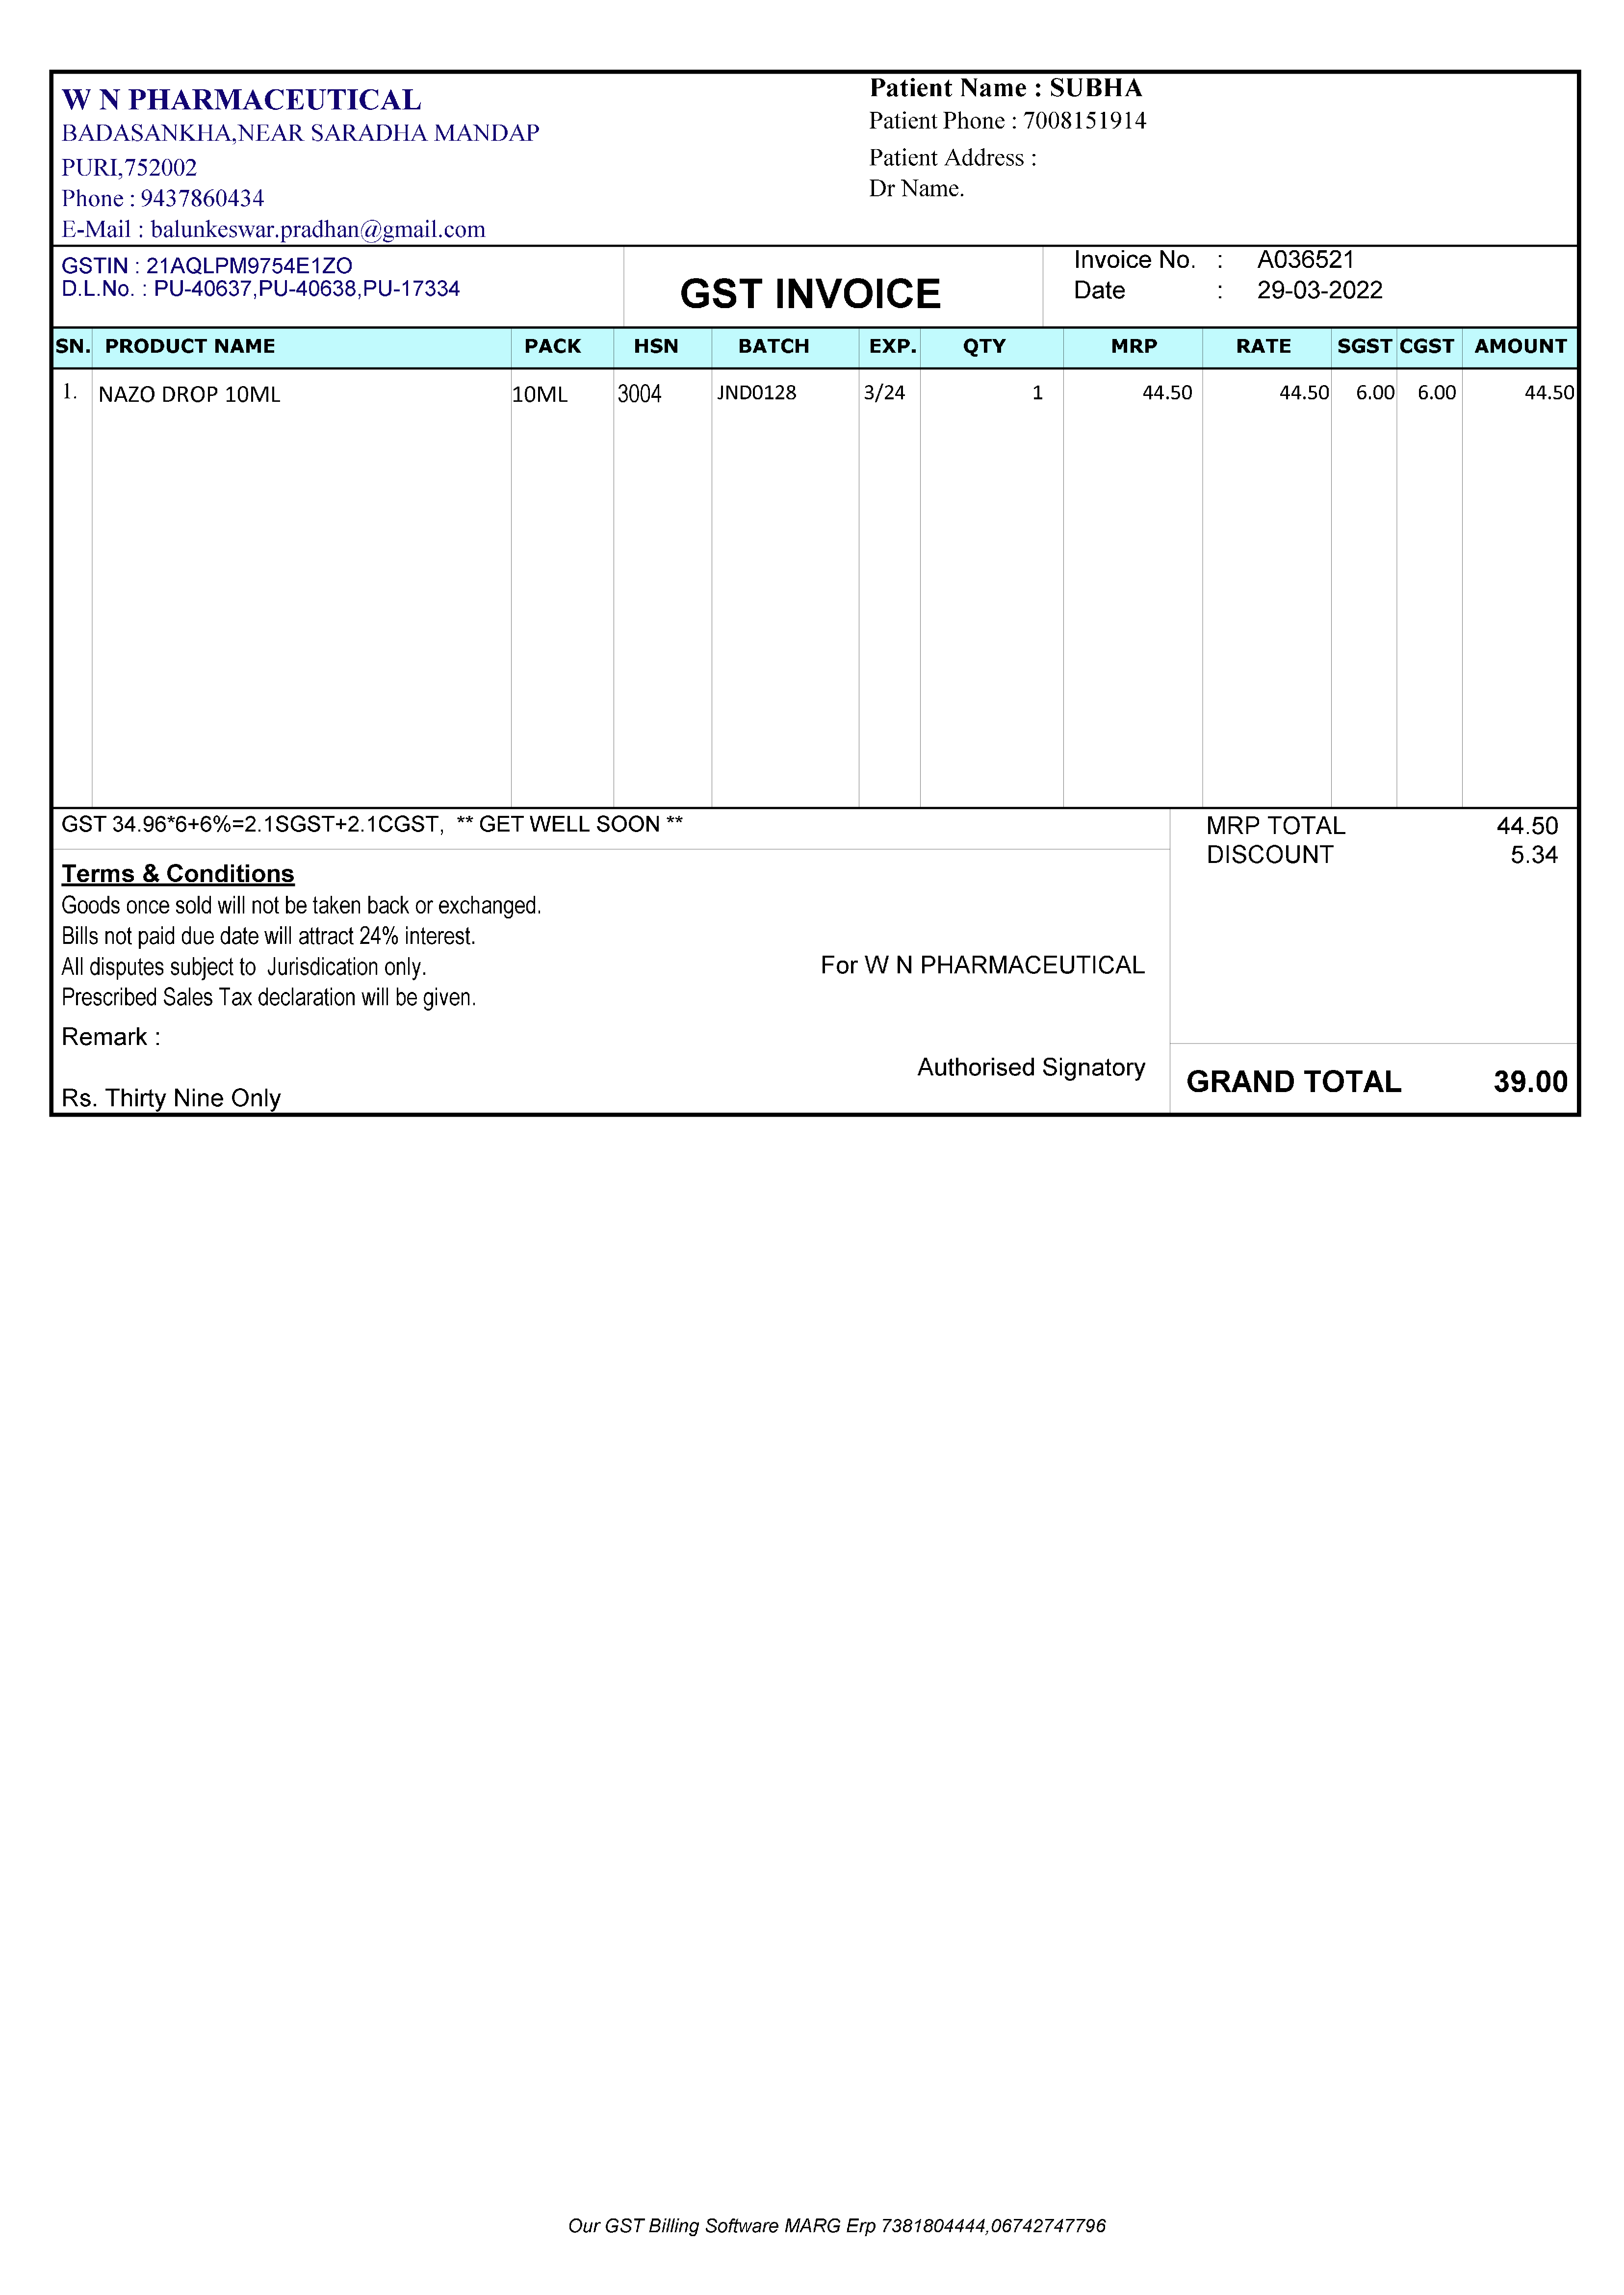 W N PHARMACEUTICAL
BADASANKHA,NEAR SARADHA MANDAP
PURI,752002
Phone : 9437860434
E-Mail : balunkeswar.pradhan@gmail.com
Patient Name : SUBHA
Patient Phone : 7008151914
Patient Address :
Dr Name.
GSTIN : 21AQLPM9754E1ZO
D.L.No. : PU-40637,PU-40638,PU-17334
GST INVOICE
Invoice No. : A036521
Date : 29-03-2022
SN. PRODUCT NAME PACK HSN BATCH EXP. QTY MRP RATE SGST CGST AMOUNT
1. NAZO DROP 10ML 10ML 3004 JND0128 3/24 1 44.50 44.50 6.00 6.00 44.50
GST 34.96*6+6%=2.1SGST+2.1CGST, ** GET WELL SOON **
MRP TOTAL 44.50
DISCOUNT 5.34
Terms & Conditions
Goods once sold will not be taken back or exchanged.
Bills not paid due date will attract 24% interest.
All disputes subject to Jurisdication only.
Prescribed Sales Tax declaration will be given.
For W N PHARMACEUTICAL
Remark :
Authorised Signatory
GRAND TOTAL 39.00
Rs. Thirty Nine Only
Our GST Billing Software MARG Erp 7381804444,06742747796